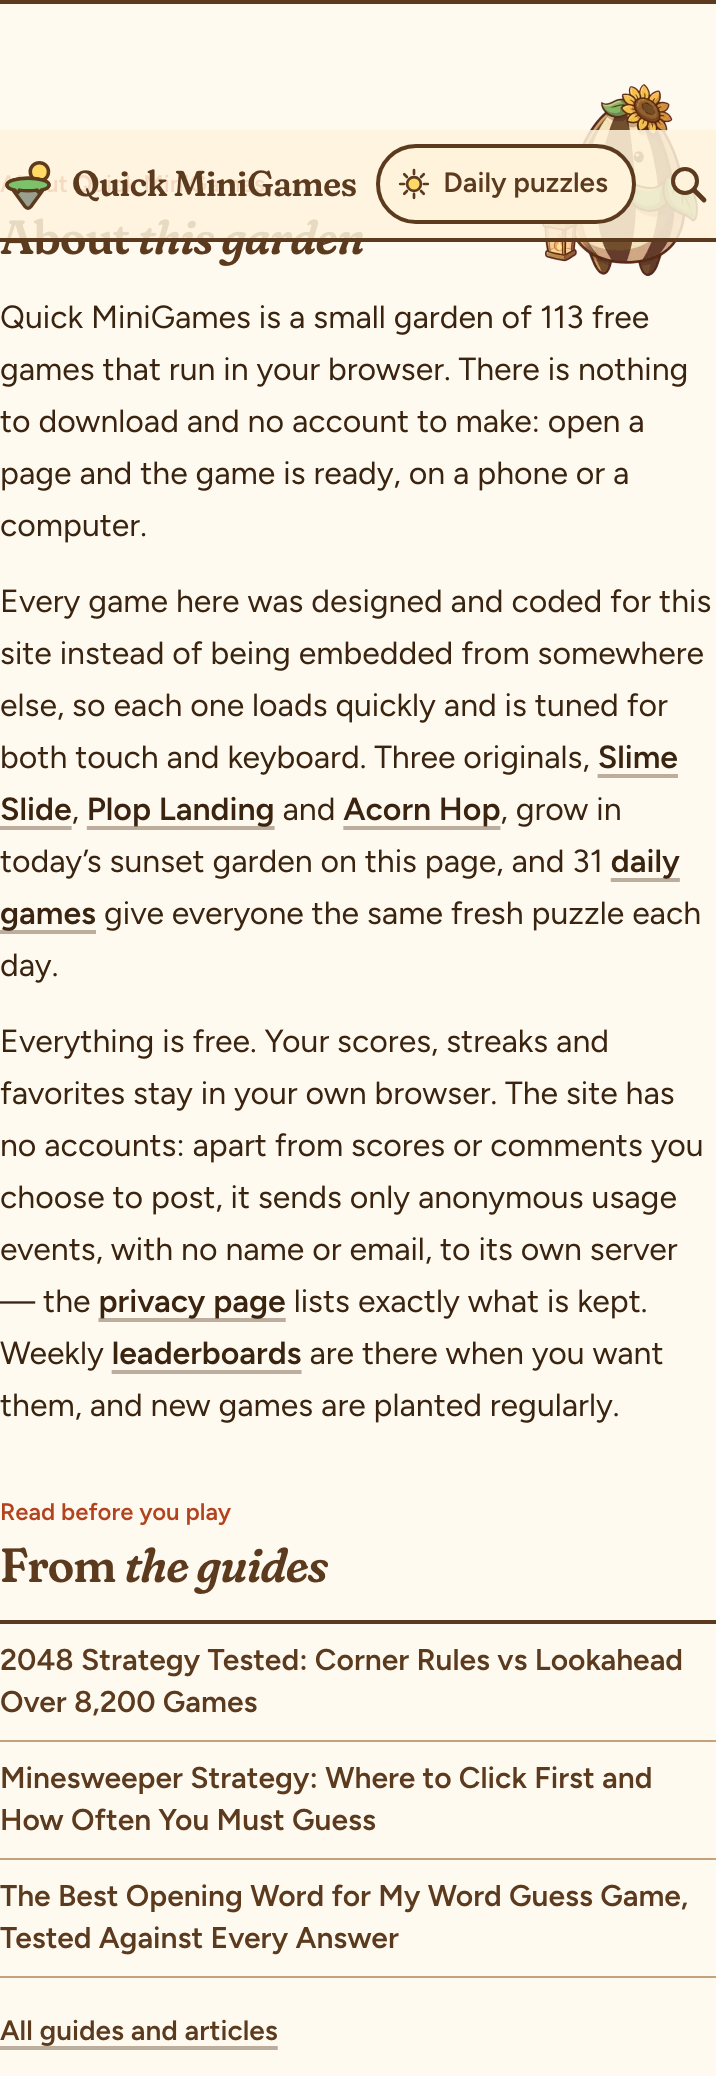 Quick MiniGames
Daily puzzles
About this garden
Quick MiniGames is a small garden of 113 free
games that run in your browser. There is nothing
to download and no account to make: open a
page and the game is ready, on a phone or a
computer.
Every game here was designed and coded for this
site instead of being embedded from somewhere
else, so each one loads quickly and is tuned for
both touch and keyboard. Three originals, Slime
Slide, Plop Landing and Acorn Hop, grow in
today’s sunset garden on this page, and 31 daily
games give everyone the same fresh puzzle each
day.
Everything is free. Your scores, streaks and
favorites stay in your own browser. The site has
no accounts: apart from scores or comments you
choose to post, it sends only anonymous usage
events, with no name or email, to its own server
— the privacy page lists exactly what is kept.
Weekly leaderboards are there when you want
them, and new games are planted regularly.
Read before you play
From the guides
2048 Strategy Tested: Corner Rules vs Lookahead
Over 8,200 Games
Minesweeper Strategy: Where to Click First and
How Often You Must Guess
The Best Opening Word for My Word Guess Game,
Tested Against Every Answer
All guides and articles